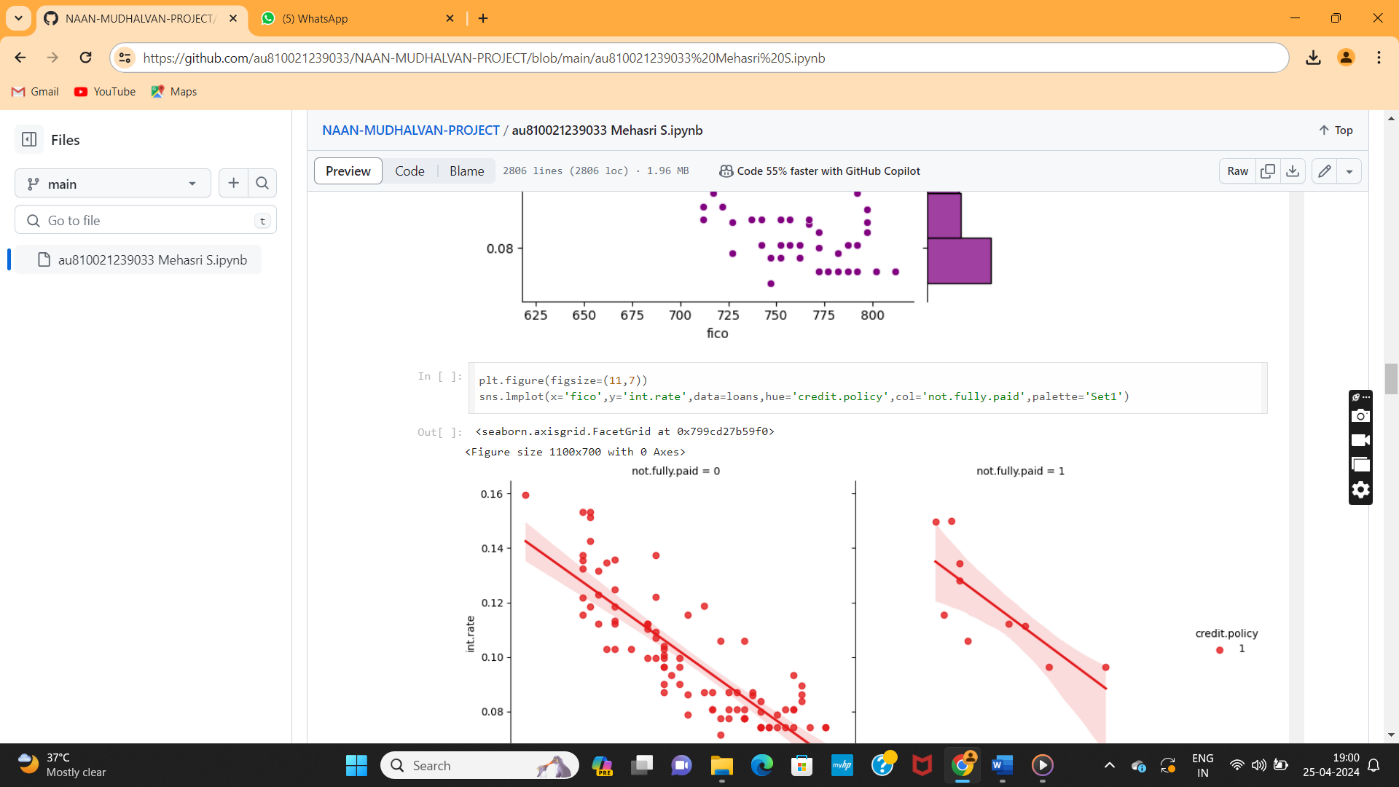 NAAN-MUDHALVAN-PROJECT/
(5) WhatsApp
https://github.com/au810021239033/NAAN-MUDHALVAN-PROJECT/blob/main/au810021239033%20Mehasri%20S.ipynb
Gmail YouTube Maps
Files
NAAN-MUDHALVAN-PROJECT / au810021239033 Mehasri S.ipynb
Top
main
Preview Code Blame 2806 lines (2806 loc) · 1.96 MB Code 55% faster with GitHub Copilot Raw
Go to file t
au810021239033 Mehasri S.ipynb
0.08
625 650 675 700 725 750 775 800
fico
In [ ]:
plt.figure(figsize=(11,7))
sns.lmplot(x='fico',y='int.rate',data=loans,hue='credit.policy',col='not.fully.paid',palette='Set1')
Out[ ]: <seaborn.axisgrid.FacetGrid at 0x799cd27b59f0>
<Figure size 1100x700 with 0 Axes>
not.fully.paid = 0 not.fully.paid = 1
0.16
0.14
0.12
0.10
0.08
int.rate
credit.policy
1
37°C
Mostly clear
Search
PRE
myhp
ENG
IN
19:00
25-04-2024